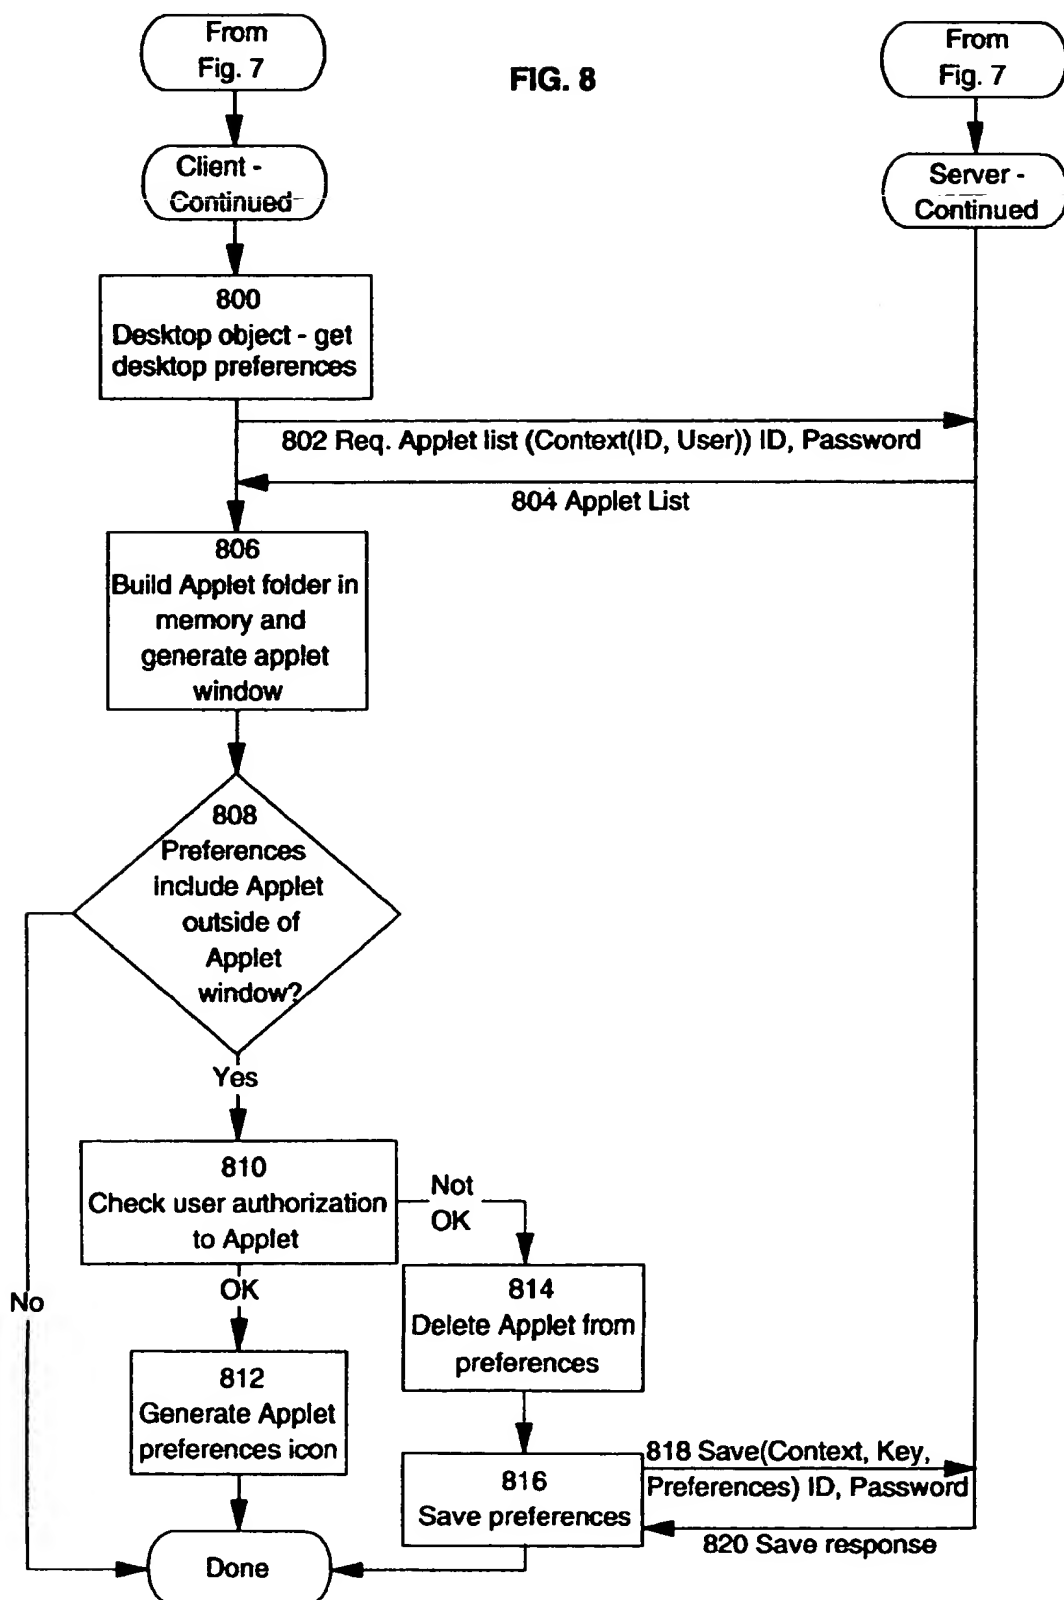 From
Fig. 7
FIG. 8
From
Fig. 7
Client -
Continued
Server -
Continued
800
Desktop object - get
desktop preferences
802 Req. Applet list (Context(ID, User)) ID, Password
804 Applet List
806
Build Applet folder in
memory and
generate applet
window
808
Preferences
include Applet
outside of
Applet
window?
Yes
810
Check user authorization
to Applet
Not
OK
No
OK
814
Delete Applet from
preferences
812
Generate Applet
preferences icon
816
Save preferences
818 Save(Context, Key,
Preferences) ID, Password
820 Save response
Done